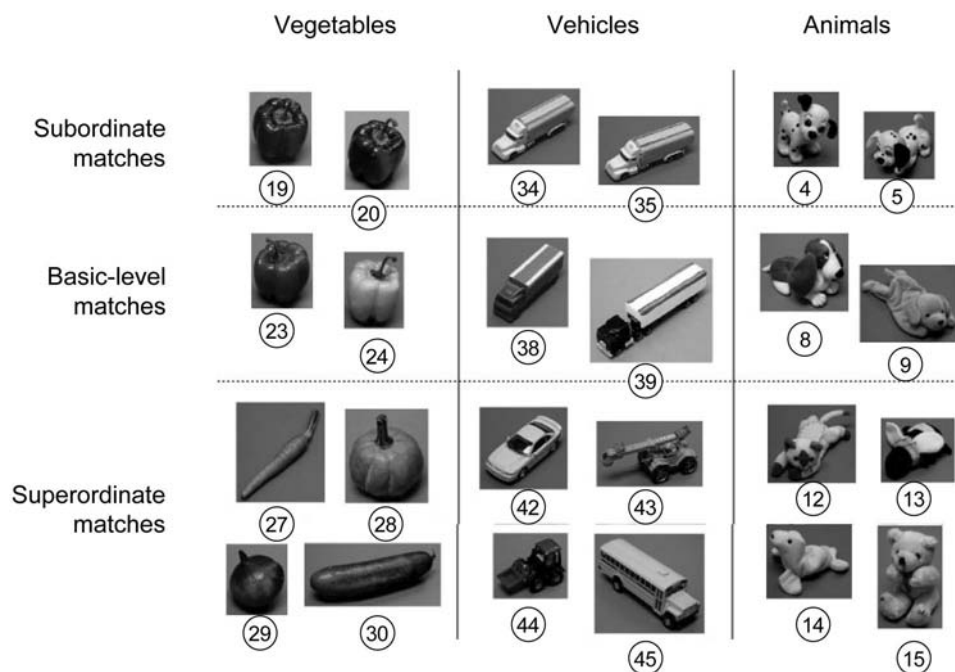 Vegetables Vehicles Animals
Subordinate
matches
19 20 34 35 4 5
Basic-level
matches
23 24 38 39 8 9
Superordinate
matches
27 28 42 43 12 13
29 30 44 45 14 15